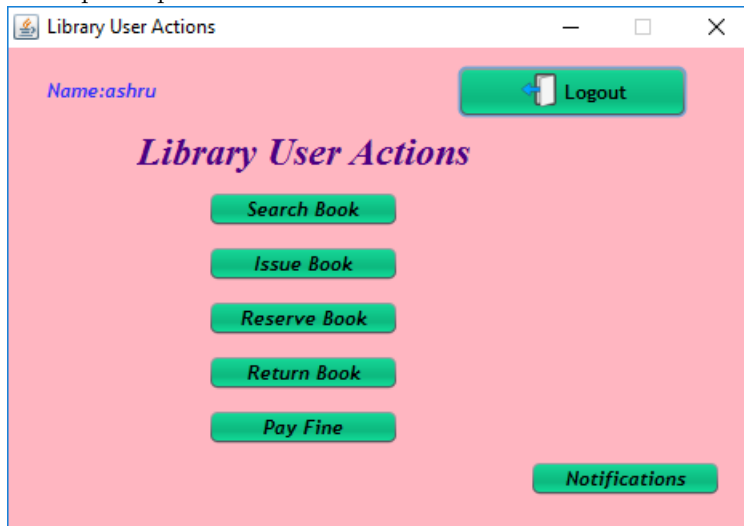 Library User Actions
Name:ashru
Logout
Library User Actions
Search Book
Issue Book
Reserve Book
Return Book
Pay Fine
Notifications